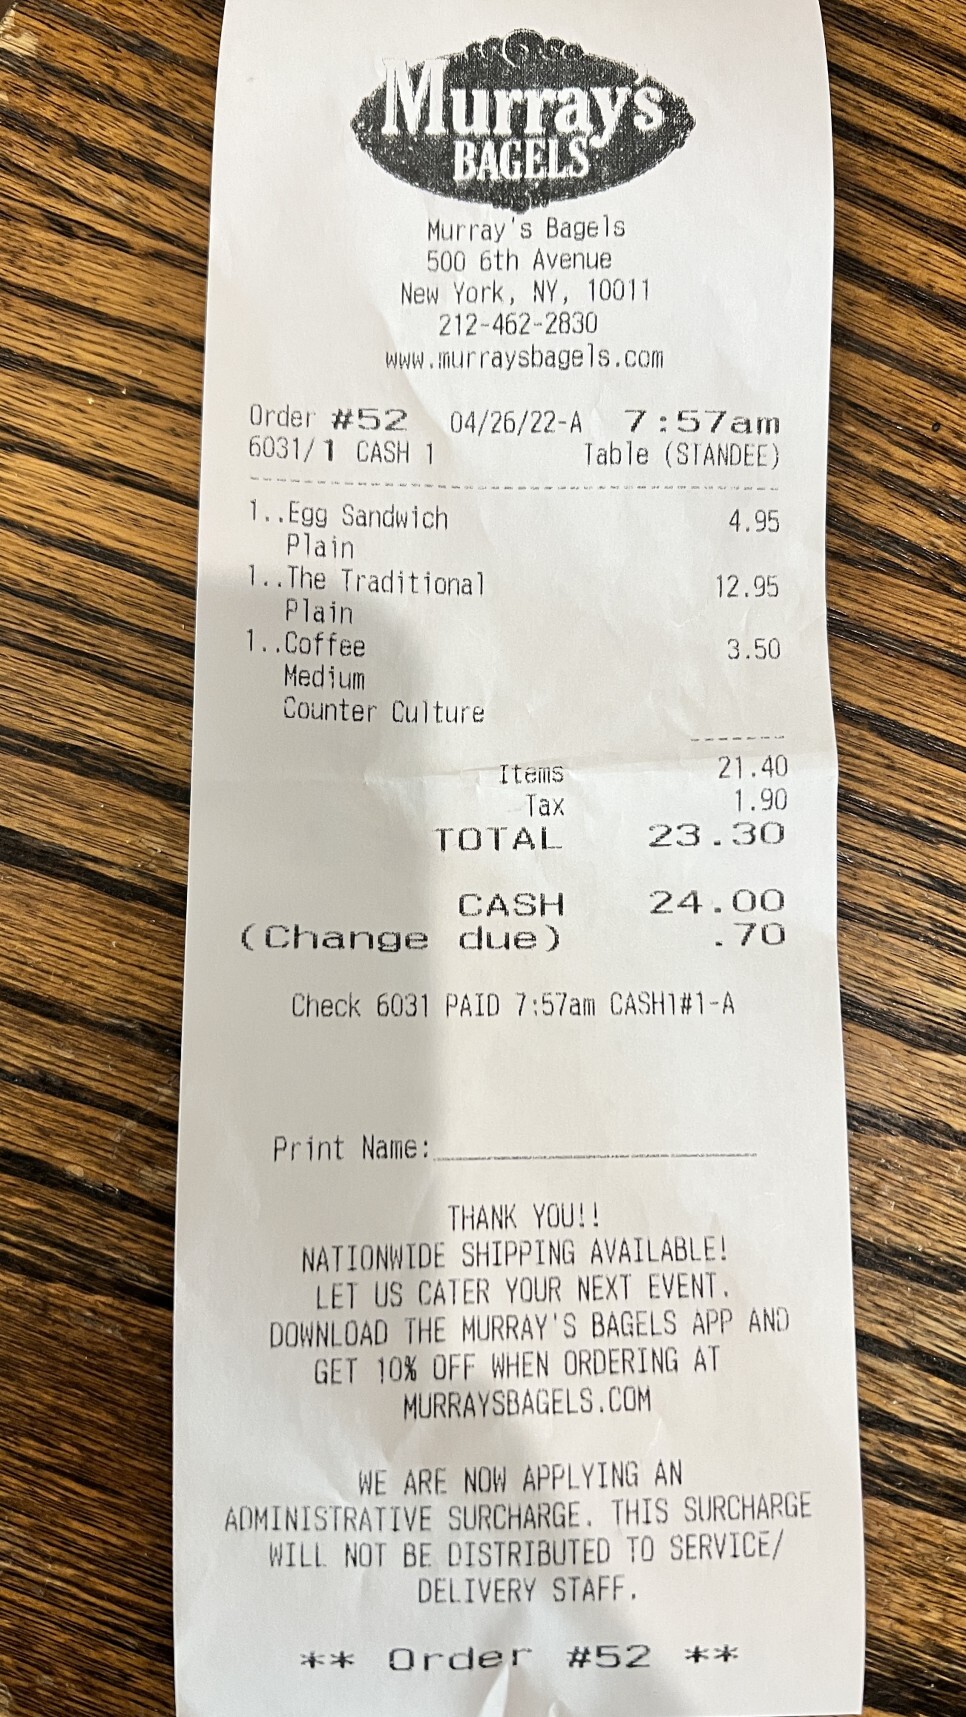 Murray's
BAGELS
Murray's Bagels
500 6th Avenue
New York, NY, 10011
212-462-2830
www.murraysbagels.com
Order #52 04/26/22-A 7:57am
6031/1 CASH 1 Table (STANDEE)
1..Egg Sandwich 4.95
Plain
1..The Traditional 12.95
Plain
1..Coffee 3.50
Medium
Counter Culture
Items 21.40
Tax 1.90
TOTAL 23.30
CASH 24.00
(Change due) .70
Check 6031 PAID 7:57am CASH1#1-A
Print Name:
THANK YOU!!
NATIONWIDE SHIPPING AVAILABLE!
LET US CATER YOUR NEXT EVENT.
DOWNLOAD THE MURRAY'S BAGELS APP AND
GET 10% OFF WHEN ORDERING AT
MURRAYSBAGELS.COM
WE ARE NOW APPLYING AN
ADMINISTRATIVE SURCHARGE. THIS SURCHARGE
WILL NOT BE DISTRIBUTED TO SERVICE/
DELIVERY STAFF.
** Order #52 **